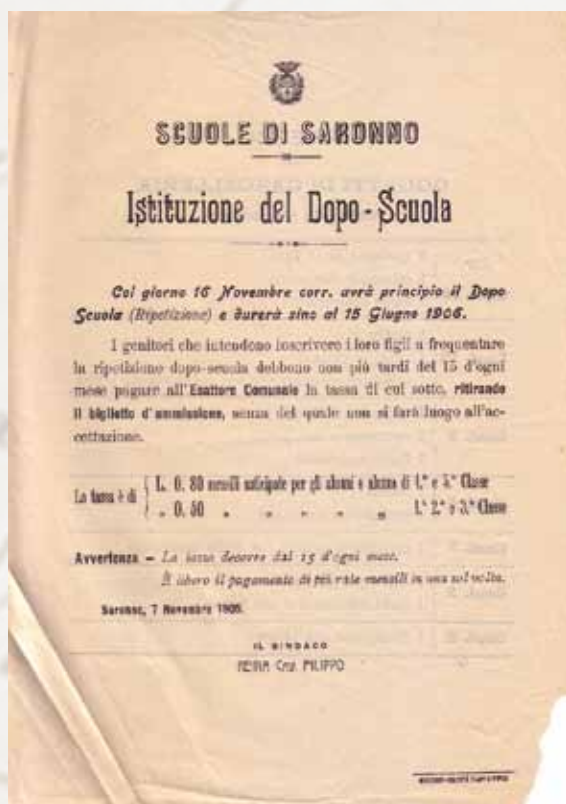 SCUOLE DI SARONNO
Istituzione del Dopo-Scuola
Col giorno 16 Novembre corr. avrà principio il Dopo
Scuola (Ripetizione) e durerà sino al 15 Giugno 1906.
I genitori che intendono inscrivere i loro figli a frequentare
la ripetizione dopo-scuola debbono non più tardi del 15 d'ogni
mese pagare all'Esattore Comunale la tassa di cui sotto, ritirando
il biglietto d'ammissione, senza del quale non si farà luogo all'ac-
cettazione.
La tassa è di { L. 0. 80 mensili anticipate per gli alunni e alunne di 4.ª e 5.ª Classe
„ 0. 50 „ „ „ „ „ 1.ª 2.ª e 3.ª Classe
Avvertenza - La tassa decorre dal 15 d'ogni mese.
È libero il pagamento di più rate mensili in una sol volta.
Saronno, 7 Novembre 1905.
IL SINDACO
FILIPPO